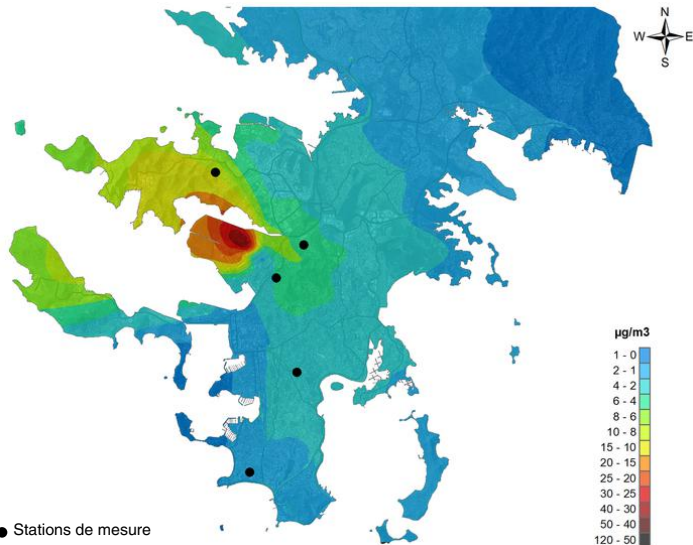 N
W E
S
µg/m3
1 - 0
2 - 1
4 - 2
6 - 4
8 - 6
10 - 8
15 - 10
20 - 15
25 - 20
30 - 25
40 - 30
50 - 40
120 - 50
Stations de mesure